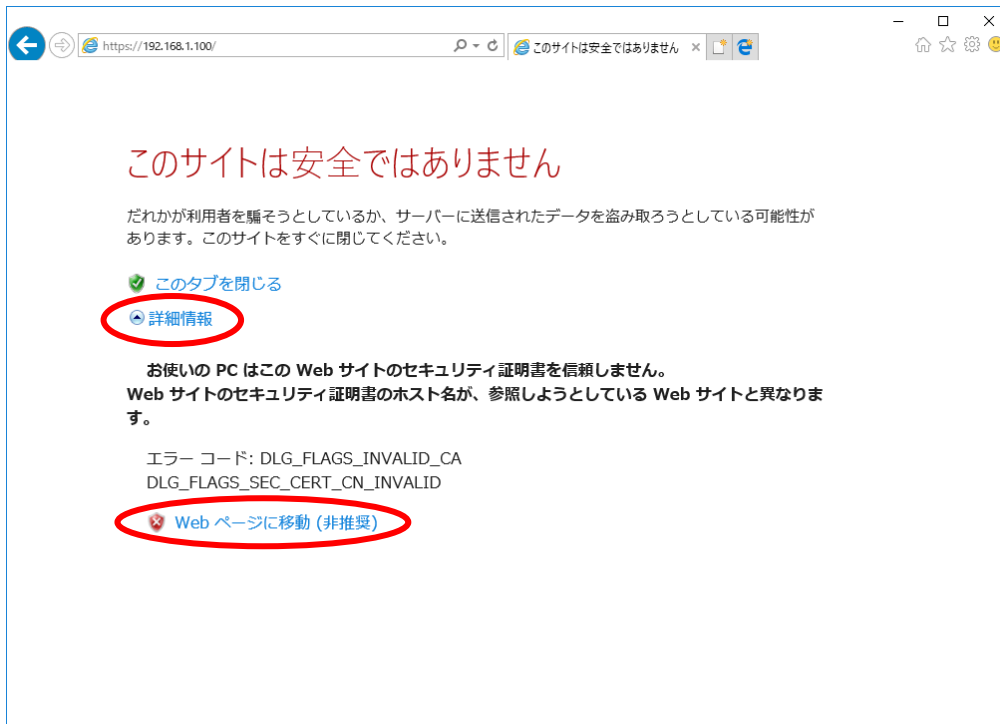 https://192.168.1.100/
このサイトは安全ではありません
このサイトは安全ではありません
だれかが利用者を騙そうとしているか、サーバーに送信されたデータを盗み取ろうとしている可能性が
あります。このサイトをすぐに閉じてください。
このタブを閉じる
詳細情報
お使いの PC はこの Web サイトのセキュリティ証明書を信頼しません。
Web サイトのセキュリティ証明書のホスト名が、参照しようとしている Web サイトと異なりま
す。
エラー コード: DLG_FLAGS_INVALID_CA
DLG_FLAGS_SEC_CERT_CN_INVALID
Web ページに移動 (非推奨)